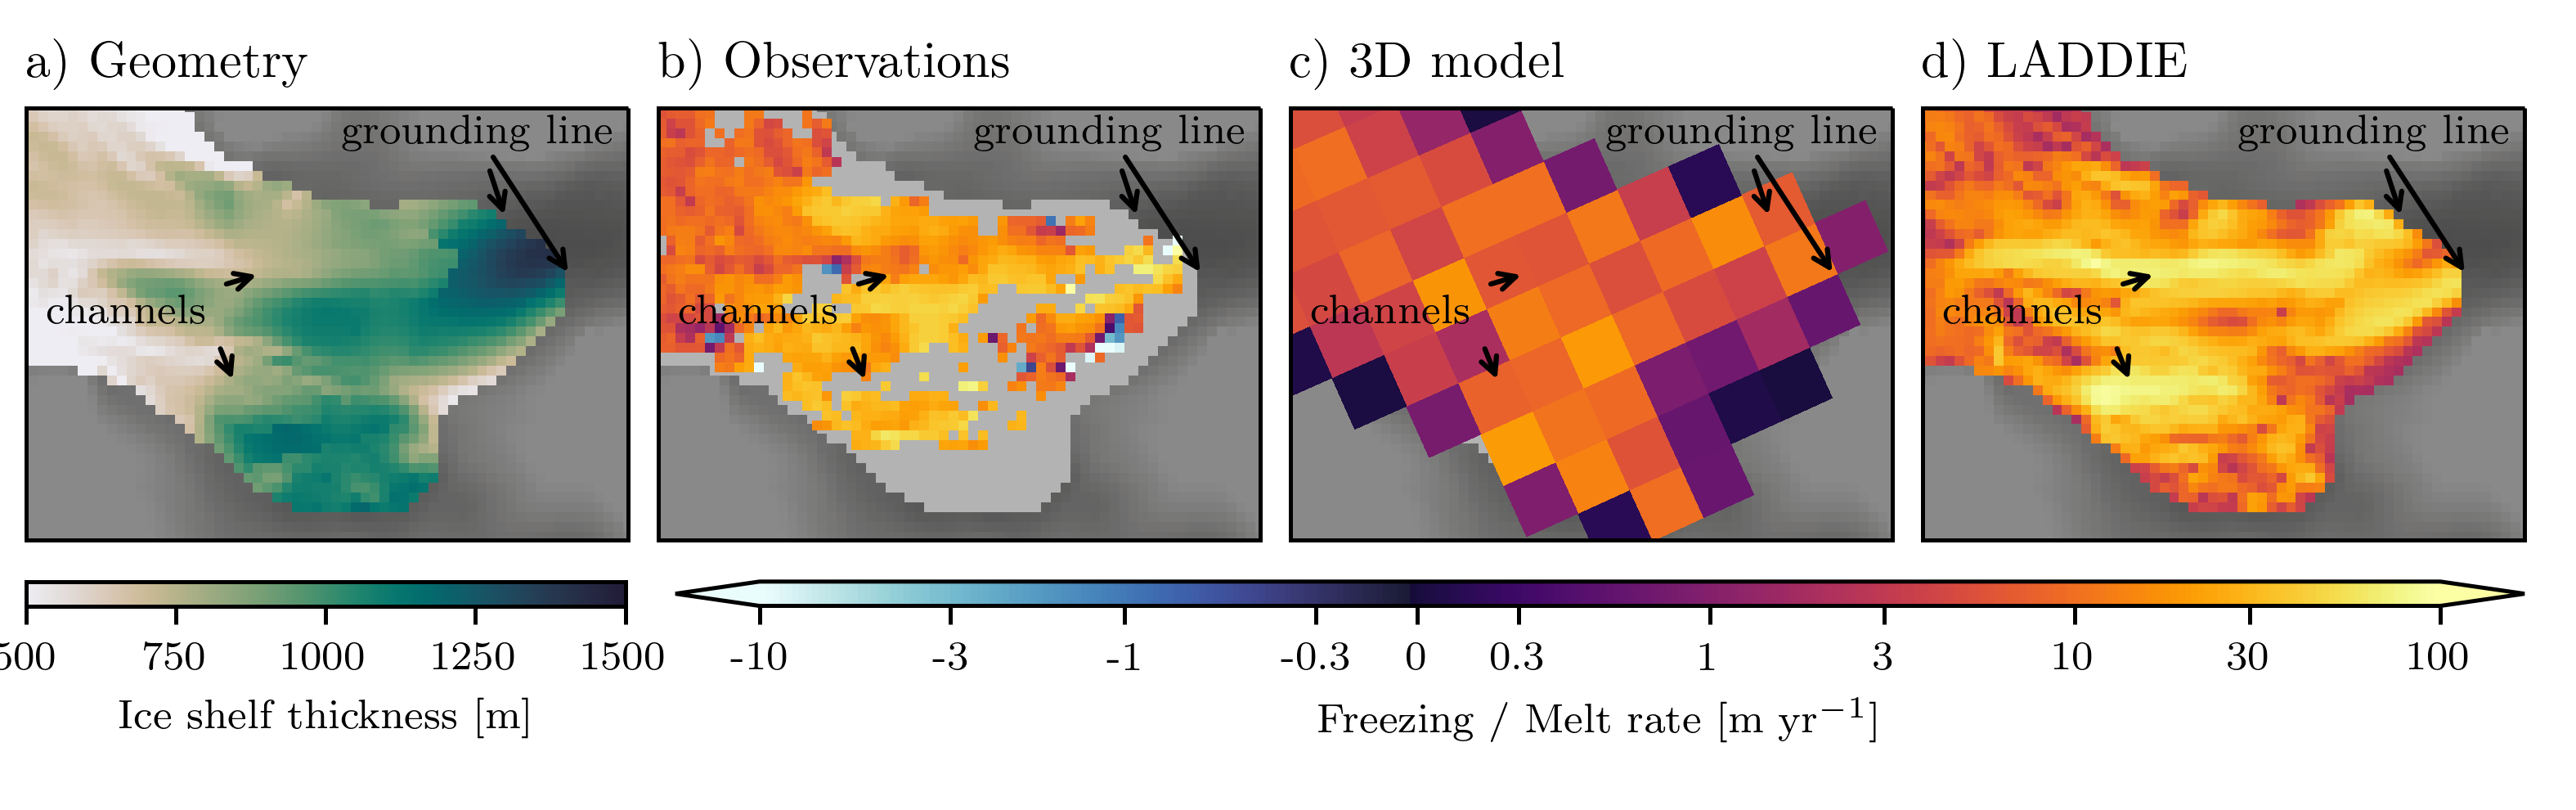 a) Geometry
b) Observations
c) 3D model
d) LADDIE
grounding line
grounding line
grounding line
grounding line
channels
channels
channels
channels
500 750 1000 1250 1500
-10 -3 -1 -0.3 0 0.3 1 3 10 30 100
Ice shelf thickness [m]
Freezing / Melt rate [m yr⁻¹]